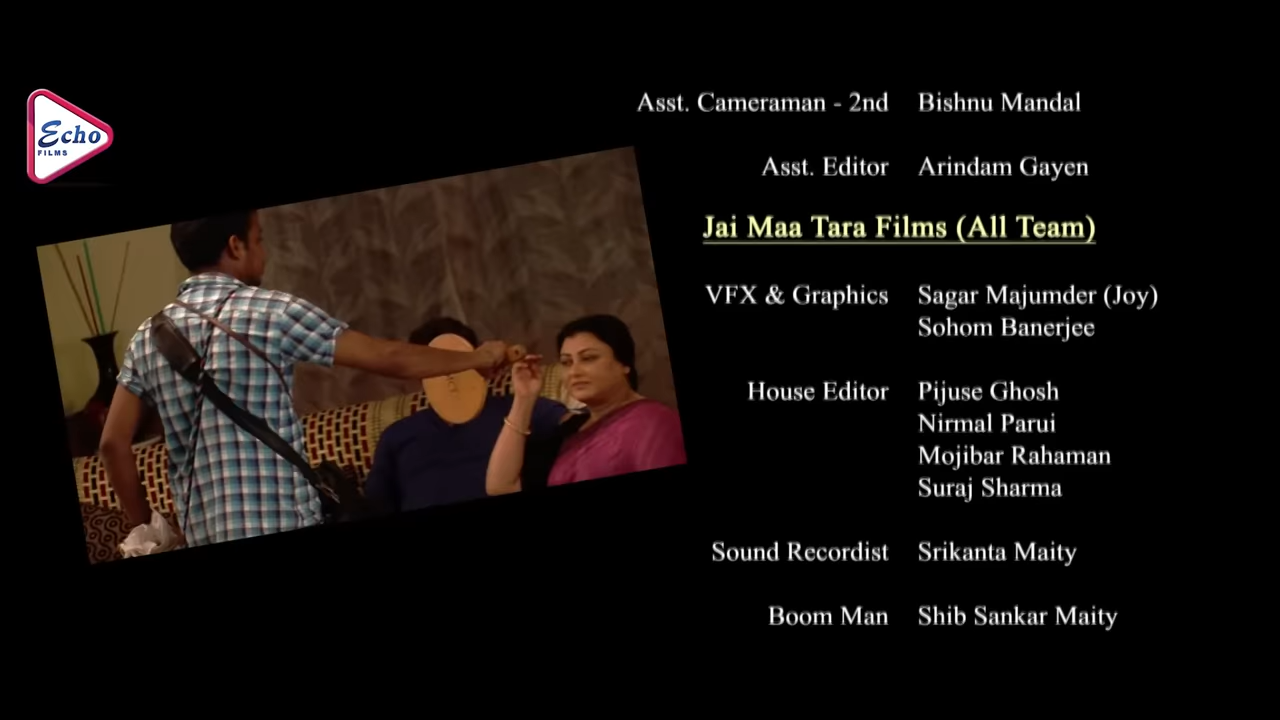 Echo
FILMS
Asst. Cameraman - 2nd Bishnu Mandal
Asst. Editor Arindam Gayen
Jai Maa Tara Films (All Team)
VFX & Graphics Sagar Majumder (Joy)
Sohom Banerjee
House Editor Pijuse Ghosh
Nirmal Parui
Mojibar Rahaman
Suraj Sharma
Sound Recordist Srikanta Maity
Boom Man Shib Sankar Maity